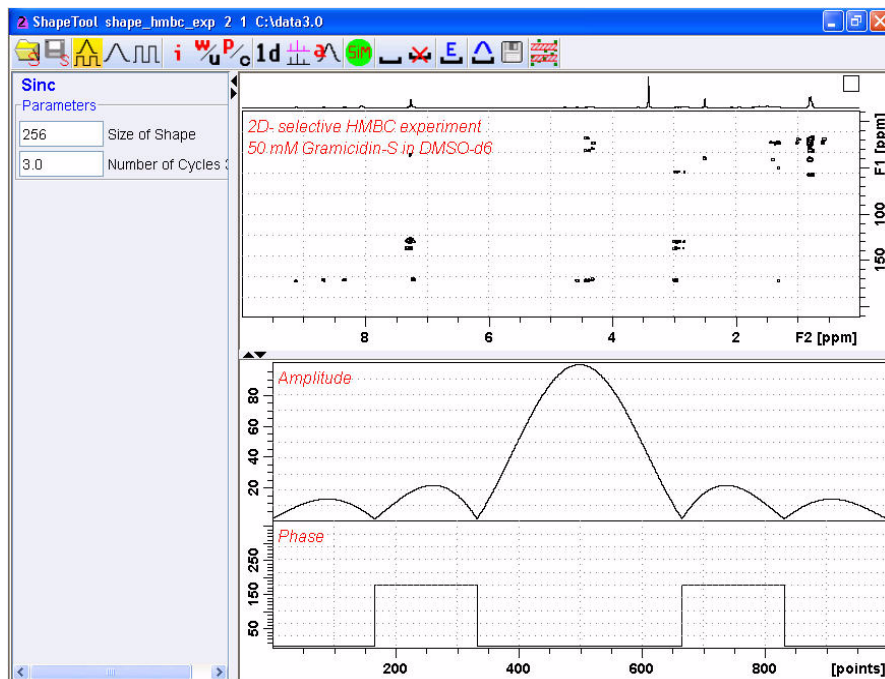 ShapeTool shape_hmbc_exp 2 1 C:\data3.0
i W/u P/c 1d a SIM E
Sinc
Parameters
256 Size of Shape
3.0 Number of Cycles
2D- selective HMBC experiment
50 mM Gramicidin-S in DMSO-d6
100
150
F1 [ppm]
8 6 4 2 F2 [ppm]
Amplitude
80
60
40
20
Phase
250
150
50
200 400 600 800 [points]